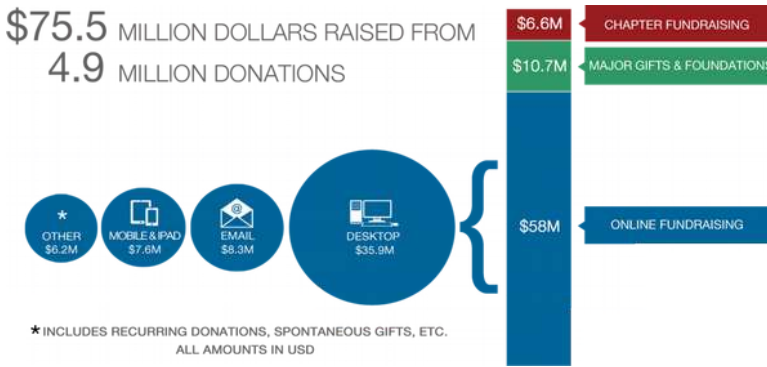 $75.5 MILLION DOLLARS RAISED FROM
4.9 MILLION DONATIONS
$6.6M
CHAPTER FUNDRAISING
$10.7M
MAJOR GIFTS & FOUNDATIONS
*
OTHER
$6.2M
MOBILE & IPAD
$7.6M
@
EMAIL
$8.3M
DESKTOP
$35.9M
{
$58M
ONLINE FUNDRAISING
* INCLUDES RECURRING DONATIONS, SPONTANEOUS GIFTS, ETC.
ALL AMOUNTS IN USD